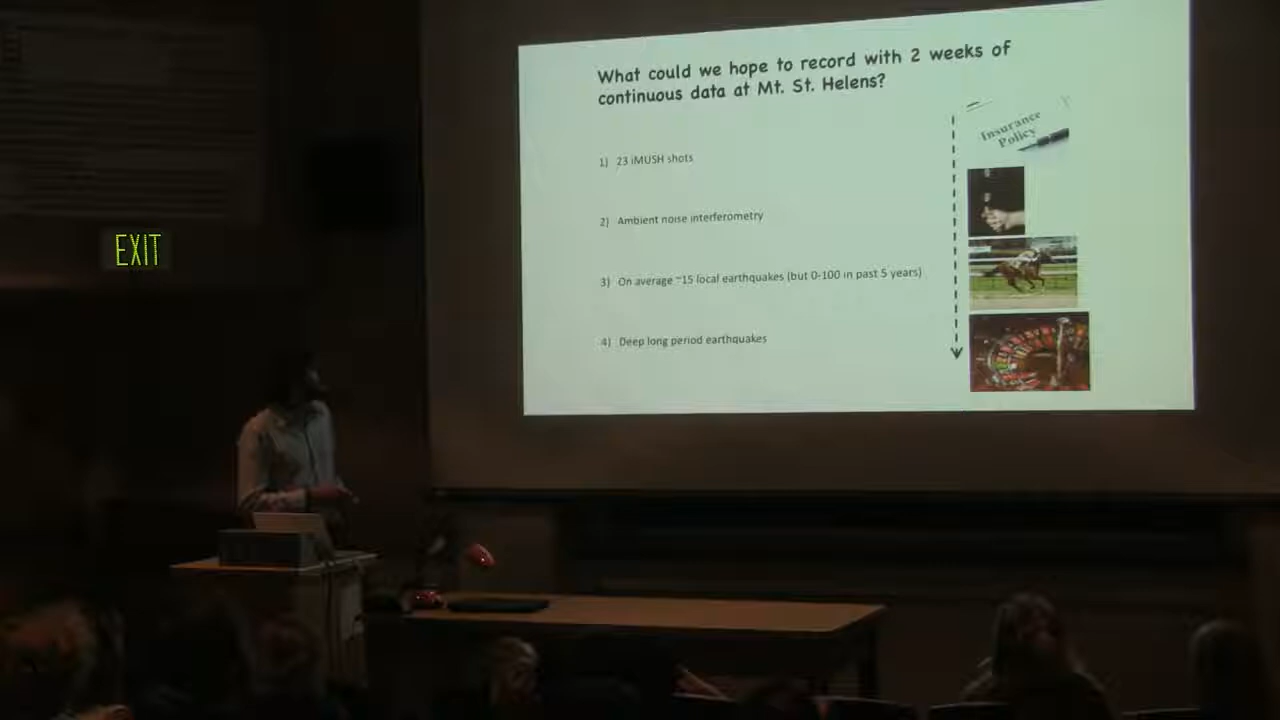 What could we hope to record with 2 weeks of
continuous data at Mt. St. Helens?
Insurance
Policy
1) 23 iMUSH shots
2) Ambient noise interferometry
EXIT
3) On average ~15 local earthquakes (but 0-100 in past 5 years)
4) Deep long period earthquakes